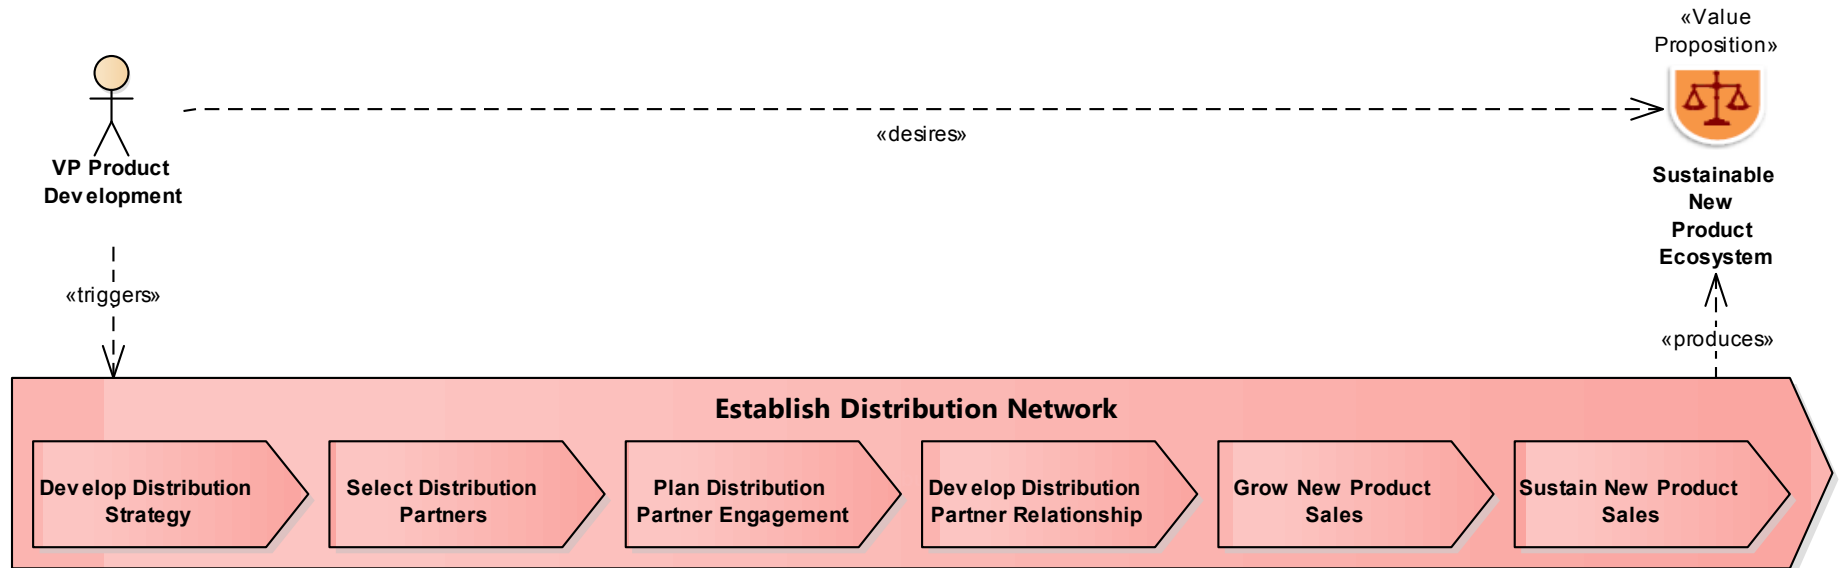 «Value
Proposition»
«desires»
VP Product
Development
Sustainable
New
Product
Ecosystem
«triggers»
«produces»
Establish Distribution Network
Develop Distribution
Strategy
Select Distribution
Partners
Plan Distribution
Partner Engagement
Develop Distribution
Partner Relationship
Grow New Product
Sales
Sustain New Product
Sales